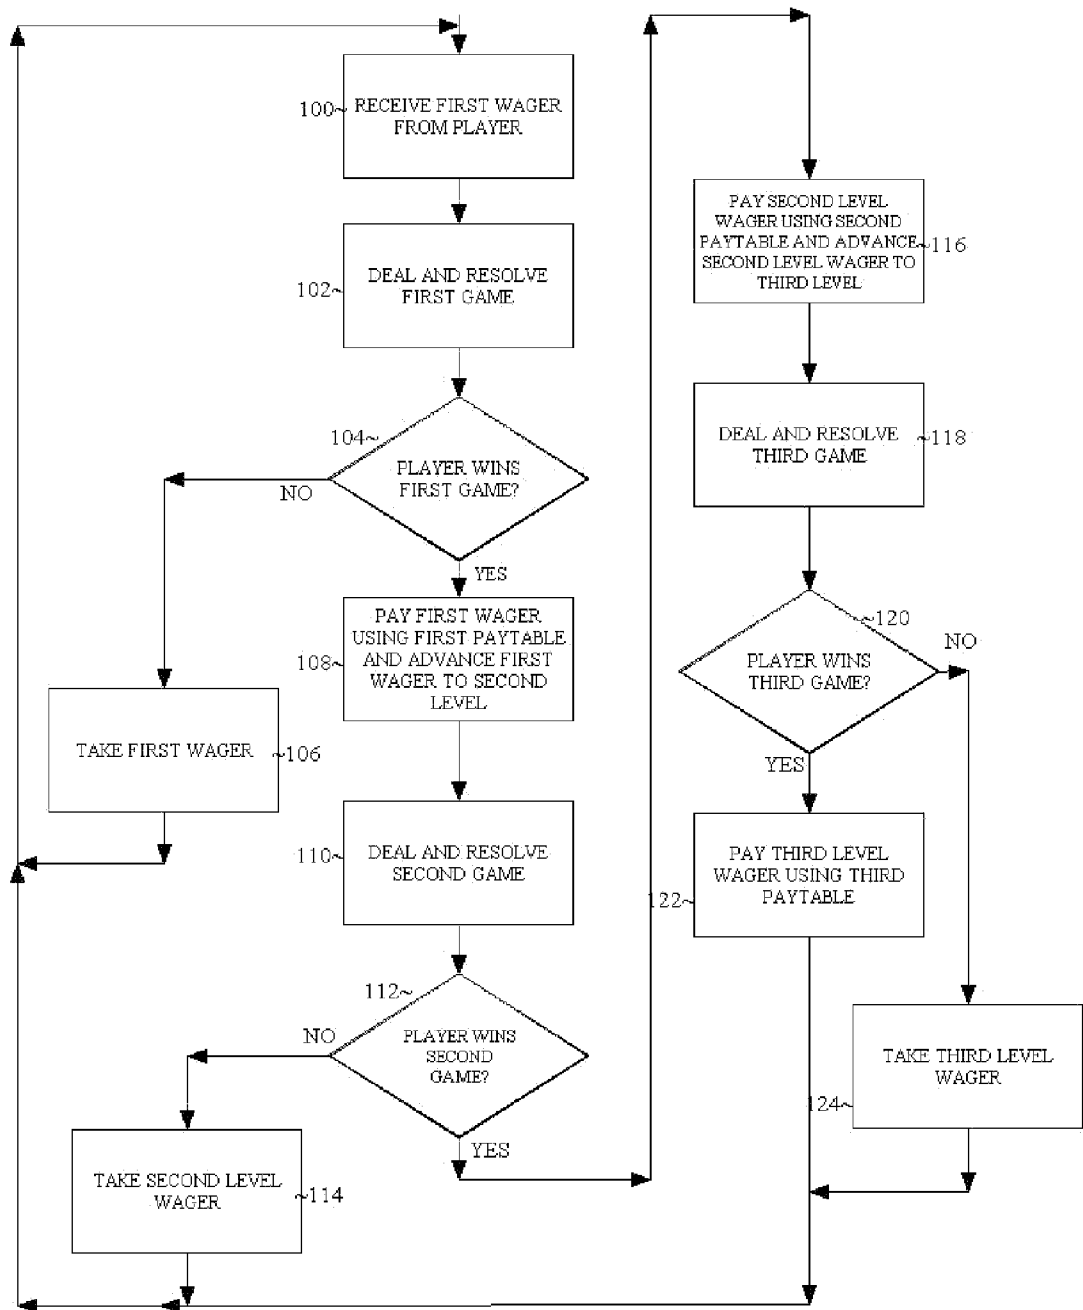 100~
RECEIVE FIRST WAGER
FROM PLAYER
102~
DEAL AND RESOLVE
FIRST GAME
104~
PLAYER WINS
FIRST GAME?
NO
YES
TAKE FIRST WAGER
~106
108~
PAY FIRST WAGER
USING FIRST PAYTABLE
AND ADVANCE FIRST
WAGER TO SECOND
LEVEL
110~
DEAL AND RESOLVE
SECOND GAME
112~
PLAYER WINS
SECOND
GAME?
NO
YES
TAKE SECOND LEVEL
WAGER
~114
PAY SECOND LEVEL
WAGER USING SECOND
PAYTABLE AND ADVANCE
SECOND LEVEL WAGER TO
THIRD LEVEL
~116
DEAL AND RESOLVE
THIRD GAME
~118
~120
PLAYER WINS
THIRD GAME?
NO
YES
PAY THIRD LEVEL
WAGER USING THIRD
PAYTABLE
122~
TAKE THIRD LEVEL
WAGER
124~